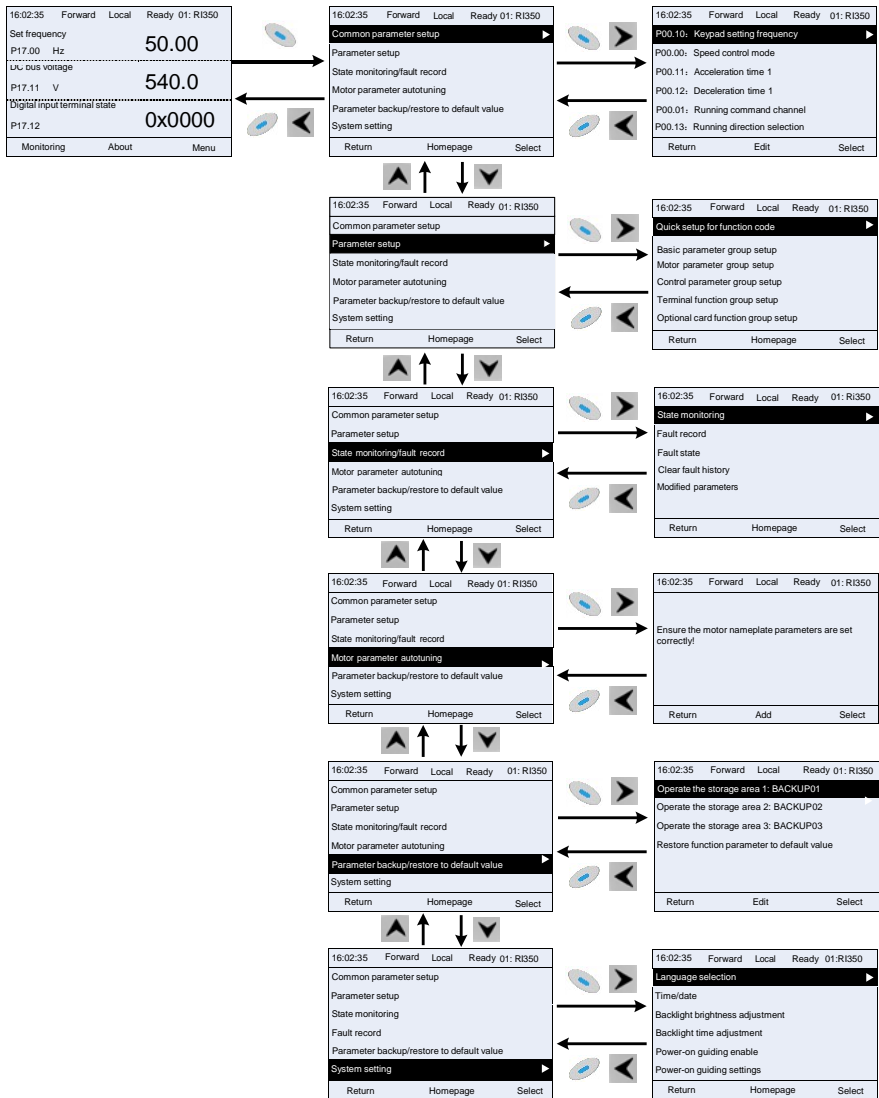 16:02:35 Forward Local Ready 01: RI350
Set frequency
P17.00 Hz 50.00
DC bus voltage
P17.11 V 540.0
Digital input terminal state
P17.12 0x0000
Monitoring About Menu
16:02:35 Forward Local Ready 01: RI350
Common parameter setup
Parameter setup
State monitoring/fault record
Motor parameter autotuning
Parameter backup/restore to default value
System setting
Return Homepage Select
16:02:35 Forward Local Ready 01: RI350
P00.10: Keypad setting frequency
P00.00: Speed control mode
P00.11: Acceleration time 1
P00.12: Deceleration time 1
P00.01: Running command channel
P00.13: Running direction selection
Return Edit Select
16:02:35 Forward Local Ready 01: RI350
Common parameter setup
Parameter setup
State monitoring/fault record
Motor parameter autotuning
Parameter backup/restore to default value
System setting
Return Homepage Select
16:02:35 Forward Local Ready 01: RI350
Quick setup for function code
Basic parameter group setup
Motor parameter group setup
Control parameter group setup
Terminal function group setup
Optional card function group setup
Return Homepage Select
16:02:35 Forward Local Ready 01: RI350
Common parameter setup
Parameter setup
State monitoring/fault record
Motor parameter autotuning
Parameter backup/restore to default value
System setting
Return Homepage Select
16:02:35 Forward Local Ready 01: Ri350
State monitoring
Fault record
Fault state
Clear fault history
Modified parameters
Return Homepage Select
16:02:35 Forward Local Ready 01: RI350
Common parameter setup
Parameter setup
State monitoring/fault record
Motor parameter autotuning
Parameter backup/restore to default value
System setting
Return Homepage Select
16:02:35 Forward Local Ready 01: RI350
Ensure the motor nameplate parameters are set
correctly!
Return Add Select
16:02:35 Forward Local Ready 01: RI350
Common parameter setup
Parameter setup
State monitoring/fault record
Motor parameter autotuning
Parameter backup/restore to default value
System setting
Return Homepage Select
16:02:35 Forward Local Ready 01: RI350
Operate the storage area 1: BACKUP01
Operate the storage area 2: BACKUP02
Operate the storage area 3: BACKUP03
Restore function parameter to default value
Return Edit Select
16:02:35 Forward Local Ready 01: RI350
Common parameter setup
Parameter setup
State monitoring
Fault record
Parameter backup/restore to default value
System setting
Return Homepage Select
16:02:35 Forward Local Ready 01:RI350
Language selection
Time/date
Backlight brightness adjustment
Backlight time adjustment
Power-on guiding enable
Power-on guiding settings
Return Homepage Select